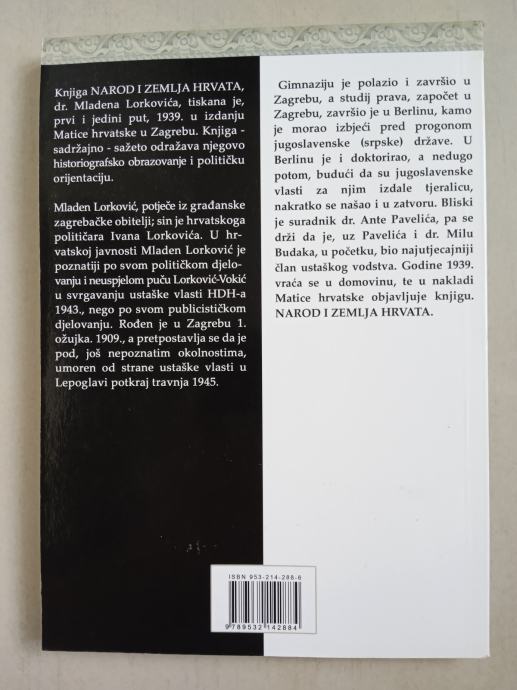 Knjiga NAROD I ZEMLJA HRVATA,
dr. Mladena Lorkovića, tiskana je,
prvi i jedini put, 1939. u izdanju
Matice hrvatske u Zagrebu. Knjiga -
sadržajno - sažeto odražava njegovo
historiografsko obrazovanje i političku
orijentaciju.
Mladen Lorković, potječe iz građanske
zagrebačke obitelji; sin je hrvatskoga
političara Ivana Lorkovića. U hr-
vatskoj javnosti Mladen Lorković je
poznatiji po svom političkom djelo-
vanju i neuspjelom puču Lorković-Vokić
u svrgavanju ustaške vlasti HDH-a
1943., nego po svom publicističkom
djelovanju. Rođen je u Zagrebu 1.
ožujka. 1909., a pretpostavlja se da je
pod, još nepoznatim okolnostima,
umoren od strane ustaške vlasti u
Lepoglavi potkraj travnja 1945.
Gimnaziju je polazio i završio u
Zagrebu, a studij prava, započet u
Zagrebu, završio je u Berlinu, kamo
je morao izbjeći pred progonom
jugoslavenske (srpske) države. U
Berlinu je i doktorirao, a nedugo
potom, budući da su jugoslavenske
vlasti za njim izdale tjeralicu,
nakratko se našao i u zatvoru. Bliski
je suradnik dr. Ante Pavelića, pa se
drži da je, uz Pavelića i dr. Milu
Budaka, u početku, bio najutjecajniji
član ustaškog vodstva. Godine 1939.
vraća se u domovinu, te u nakladi
Matice hrvatske objavljuje knjigu.
NAROD I ZEMLJA HRVATA.
ISBN 953-214-288-6
9 789532 142884